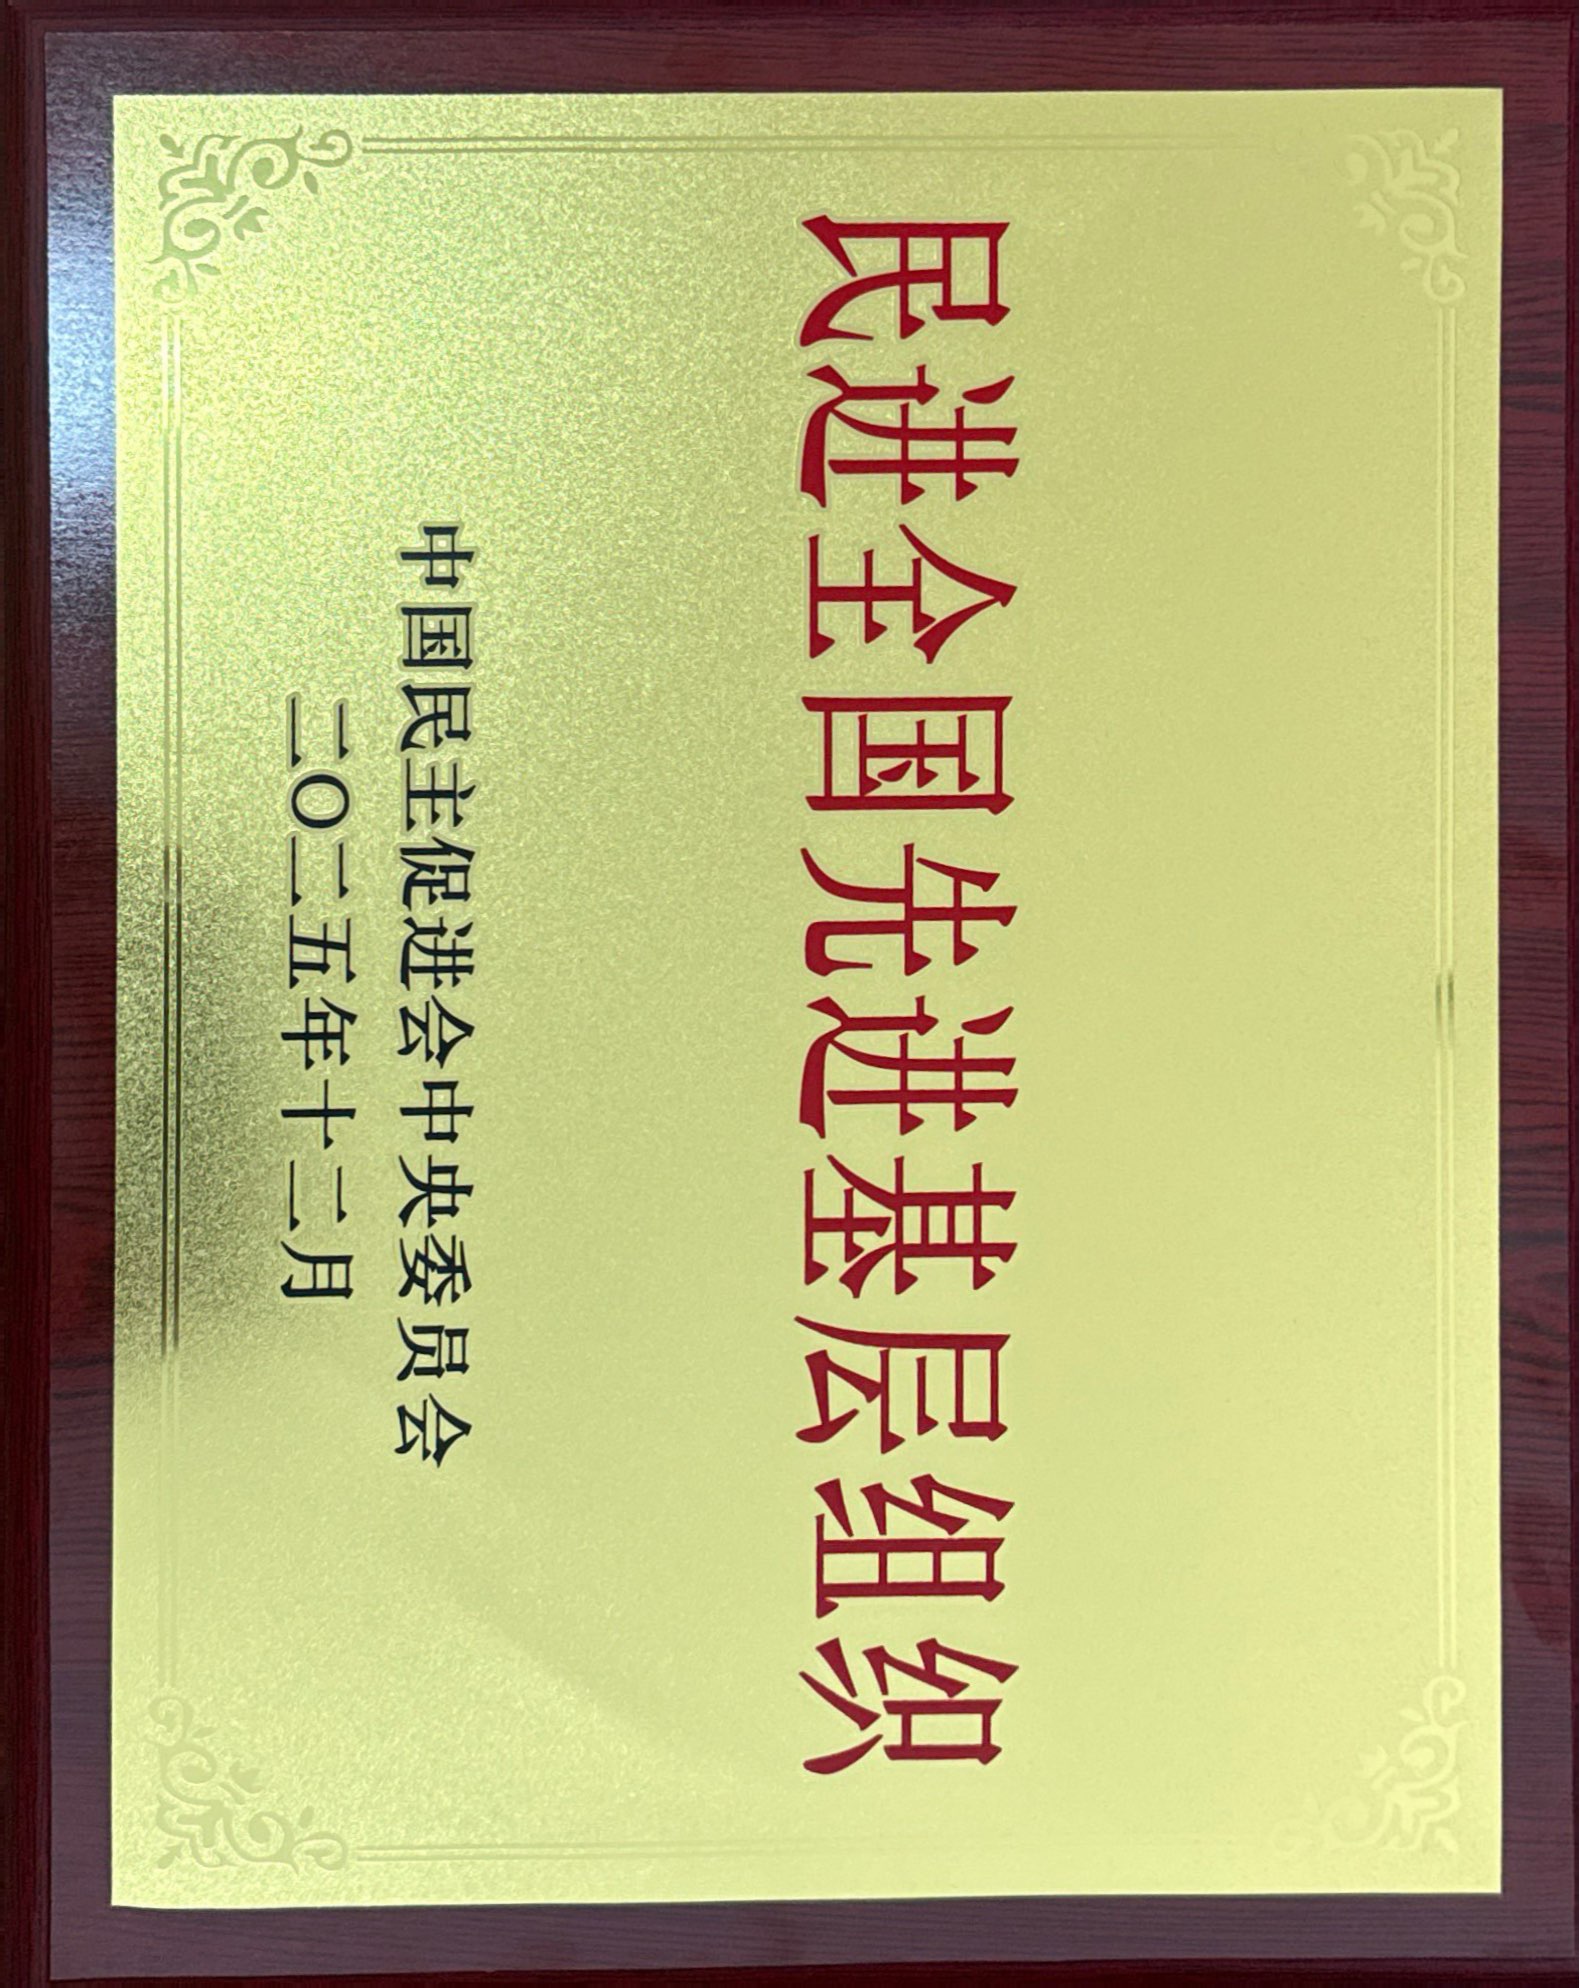 民进全国先进基层组织
中国民主促进会中央委员会
二〇二五年十二月